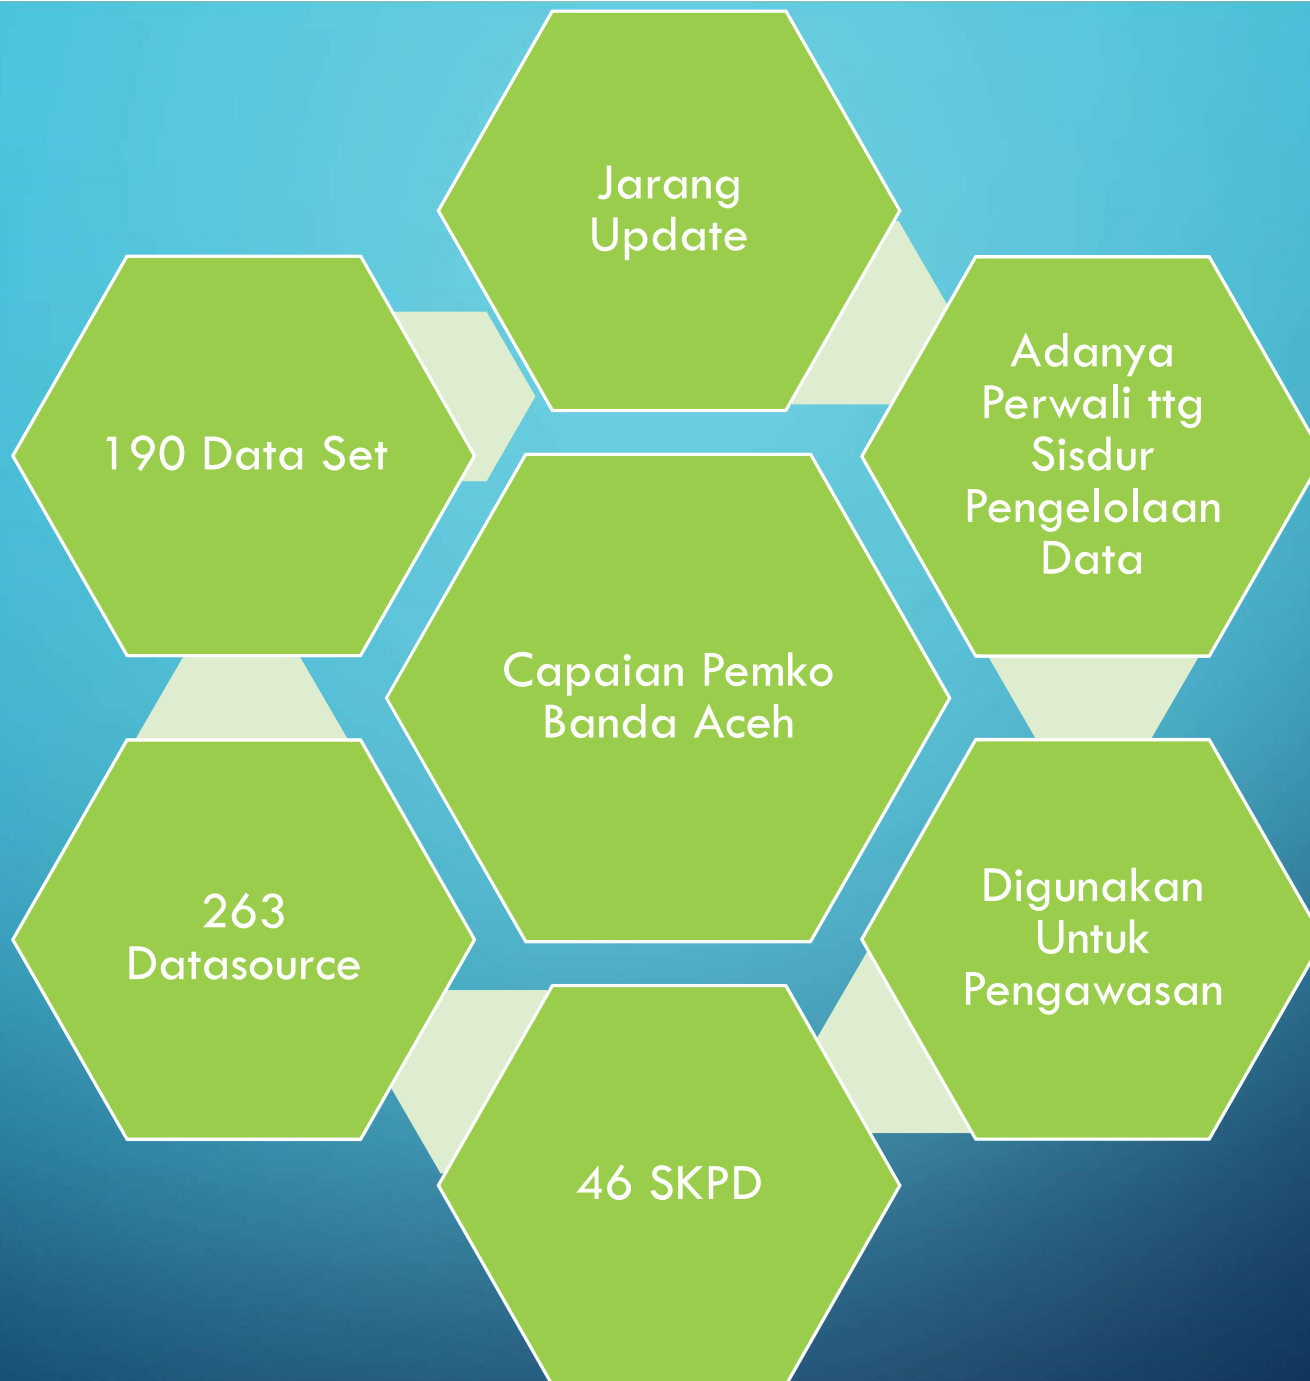 Jarang
Update
Adanya
Perwali ttg
Sisdur
Pengelolaan
Data
190 Data Set
Capaian Pemko
Banda Aceh
Digunakan
Untuk
Pengawasan
263
Datasource
46 SKPD